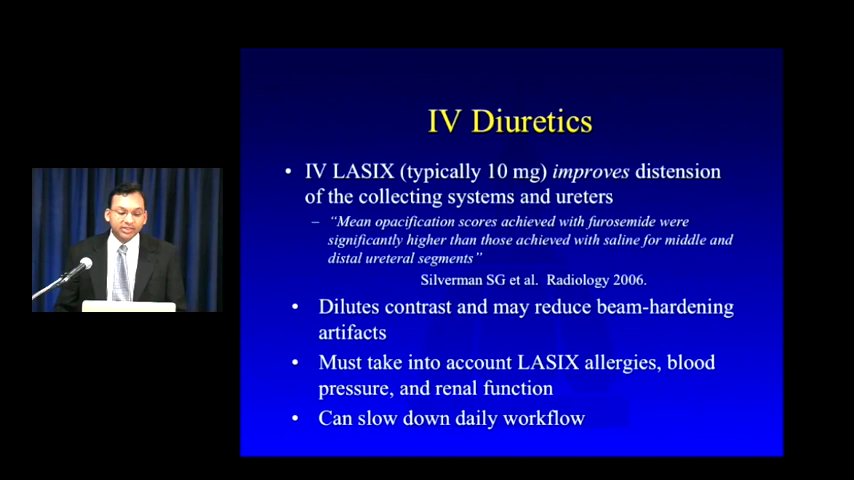 IV Diuretics
• IV LASIX (typically 10 mg) improves distension
of the collecting systems and ureters
– “Mean opacification scores achieved with furosemide were
significantly higher than those achieved with saline for middle and
distal ureteral segments”
Silverman SG et al. Radiology 2006.
• Dilutes contrast and may reduce beam-hardening
artifacts
• Must take into account LASIX allergies, blood
pressure, and renal function
• Can slow down daily workflow